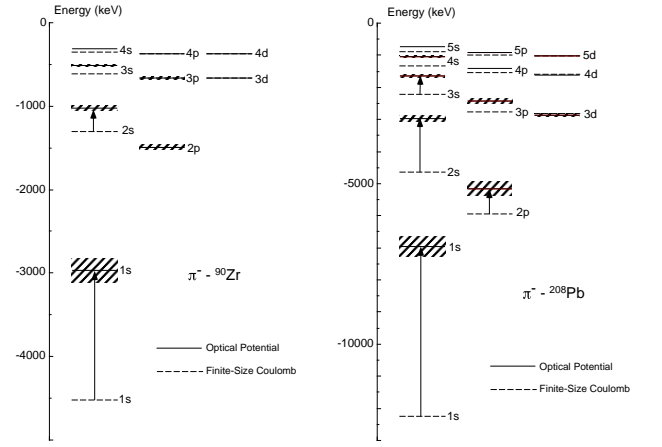 Energy (keV)
0
-1000
-2000
-3000
-4000
4s
3s
2s
1s
1s
4p
3p
2p
4d
3d
π⁻ - ⁹⁰Zr
Optical Potential
Finite-Size Coulomb
Energy (keV)
0
-5000
-10000
5s
4s
3s
2s
1s
1s
5p
4p
3p
2p
5d
4d
3d
π⁻ - ²⁰⁸Pb
Optical Potential
Finite-Size Coulomb